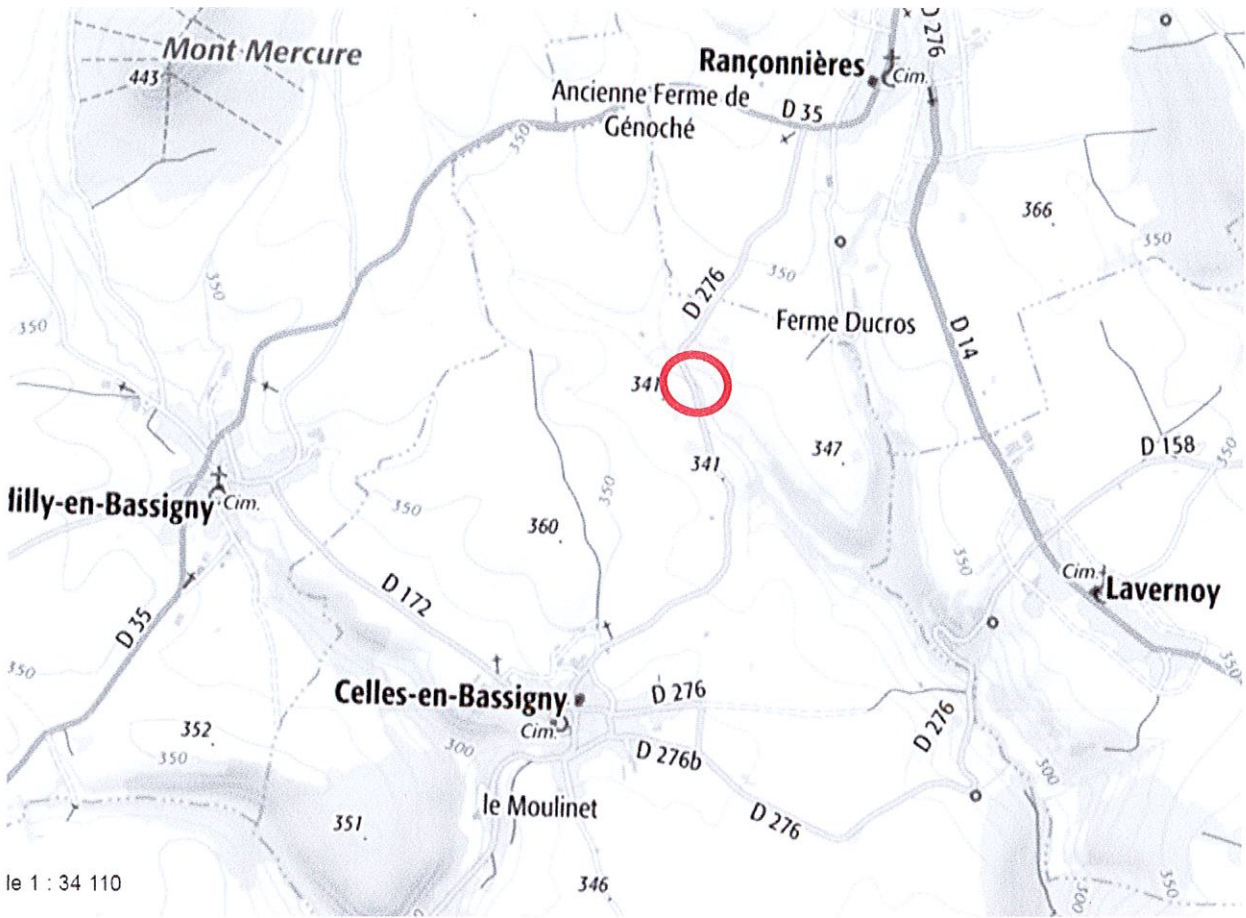 Mont Mercure
443
Rançonnières
Cim.
D 276
Ancienne Ferme de
Génoché
D 35
350
366
350
350
350
D 276
350
Ferme Ducros
D 14
341
341
347
D 158
350
350
illy-en-Bassigny
Cim.
350
360
350
D 172
350
Cim.
Lavernoy
D 35
350
350
Celles-en-Bassigny
Cim.
D 276
D 276
352
350
300
D 276b
300
le Moulinet
351
D 276
346
300
le 1 : 34 110